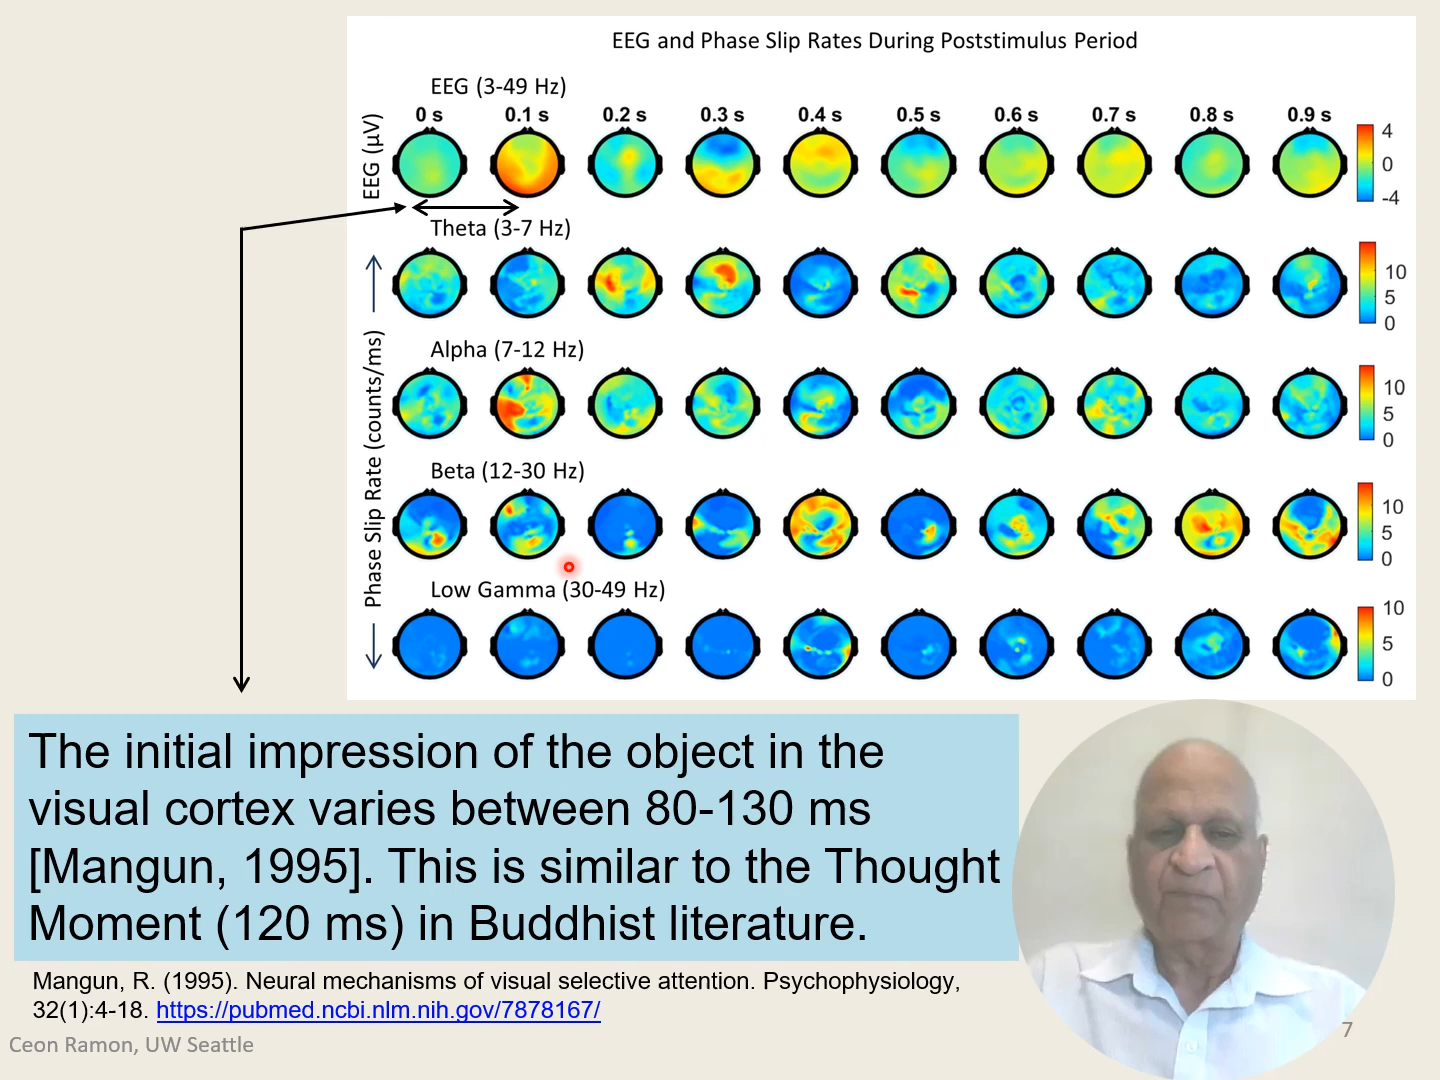 EEG and Phase Slip Rates During Poststimulus Period
EEG (3-49 Hz)
0 s 0.1 s 0.2 s 0.3 s 0.4 s 0.5 s 0.6 s 0.7 s 0.8 s 0.9 s
EEG (µV)
4
0
-4
Theta (3-7 Hz)
10
5
0
Phase Slip Rate (counts/ms)
Alpha (7-12 Hz)
10
5
0
Beta (12-30 Hz)
10
5
0
Low Gamma (30-49 Hz)
10
5
0
The initial impression of the object in the
visual cortex varies between 80-130 ms
[Mangun, 1995]. This is similar to the Thought
Moment (120 ms) in Buddhist literature.
Mangun, R. (1995). Neural mechanisms of visual selective attention. Psychophysiology,
32(1):4-18. https://pubmed.ncbi.nlm.nih.gov/7878167/
Ceon Ramon, UW Seattle
7